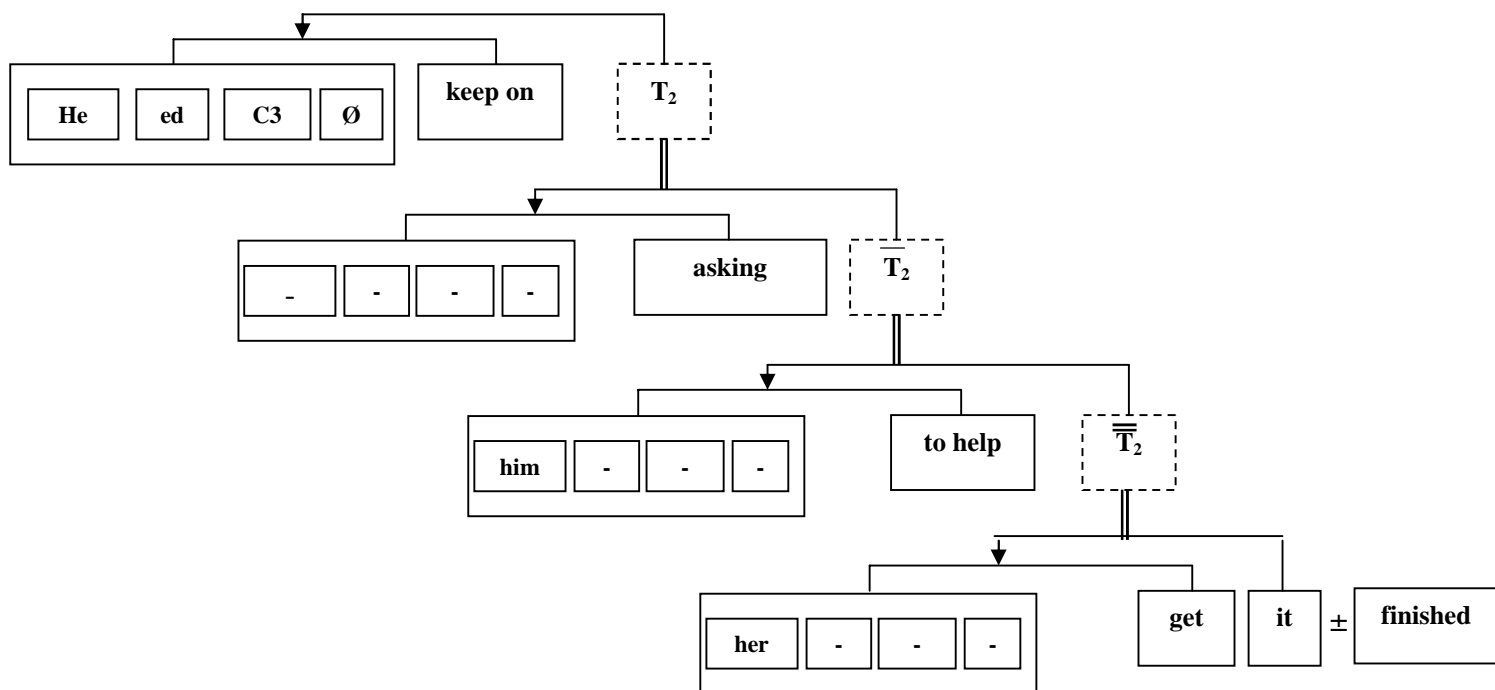 He ed C3 Ø keep on T₂
- - - - asking T̅₂
him - - - to help T̿₂
her - - - get it ± finished